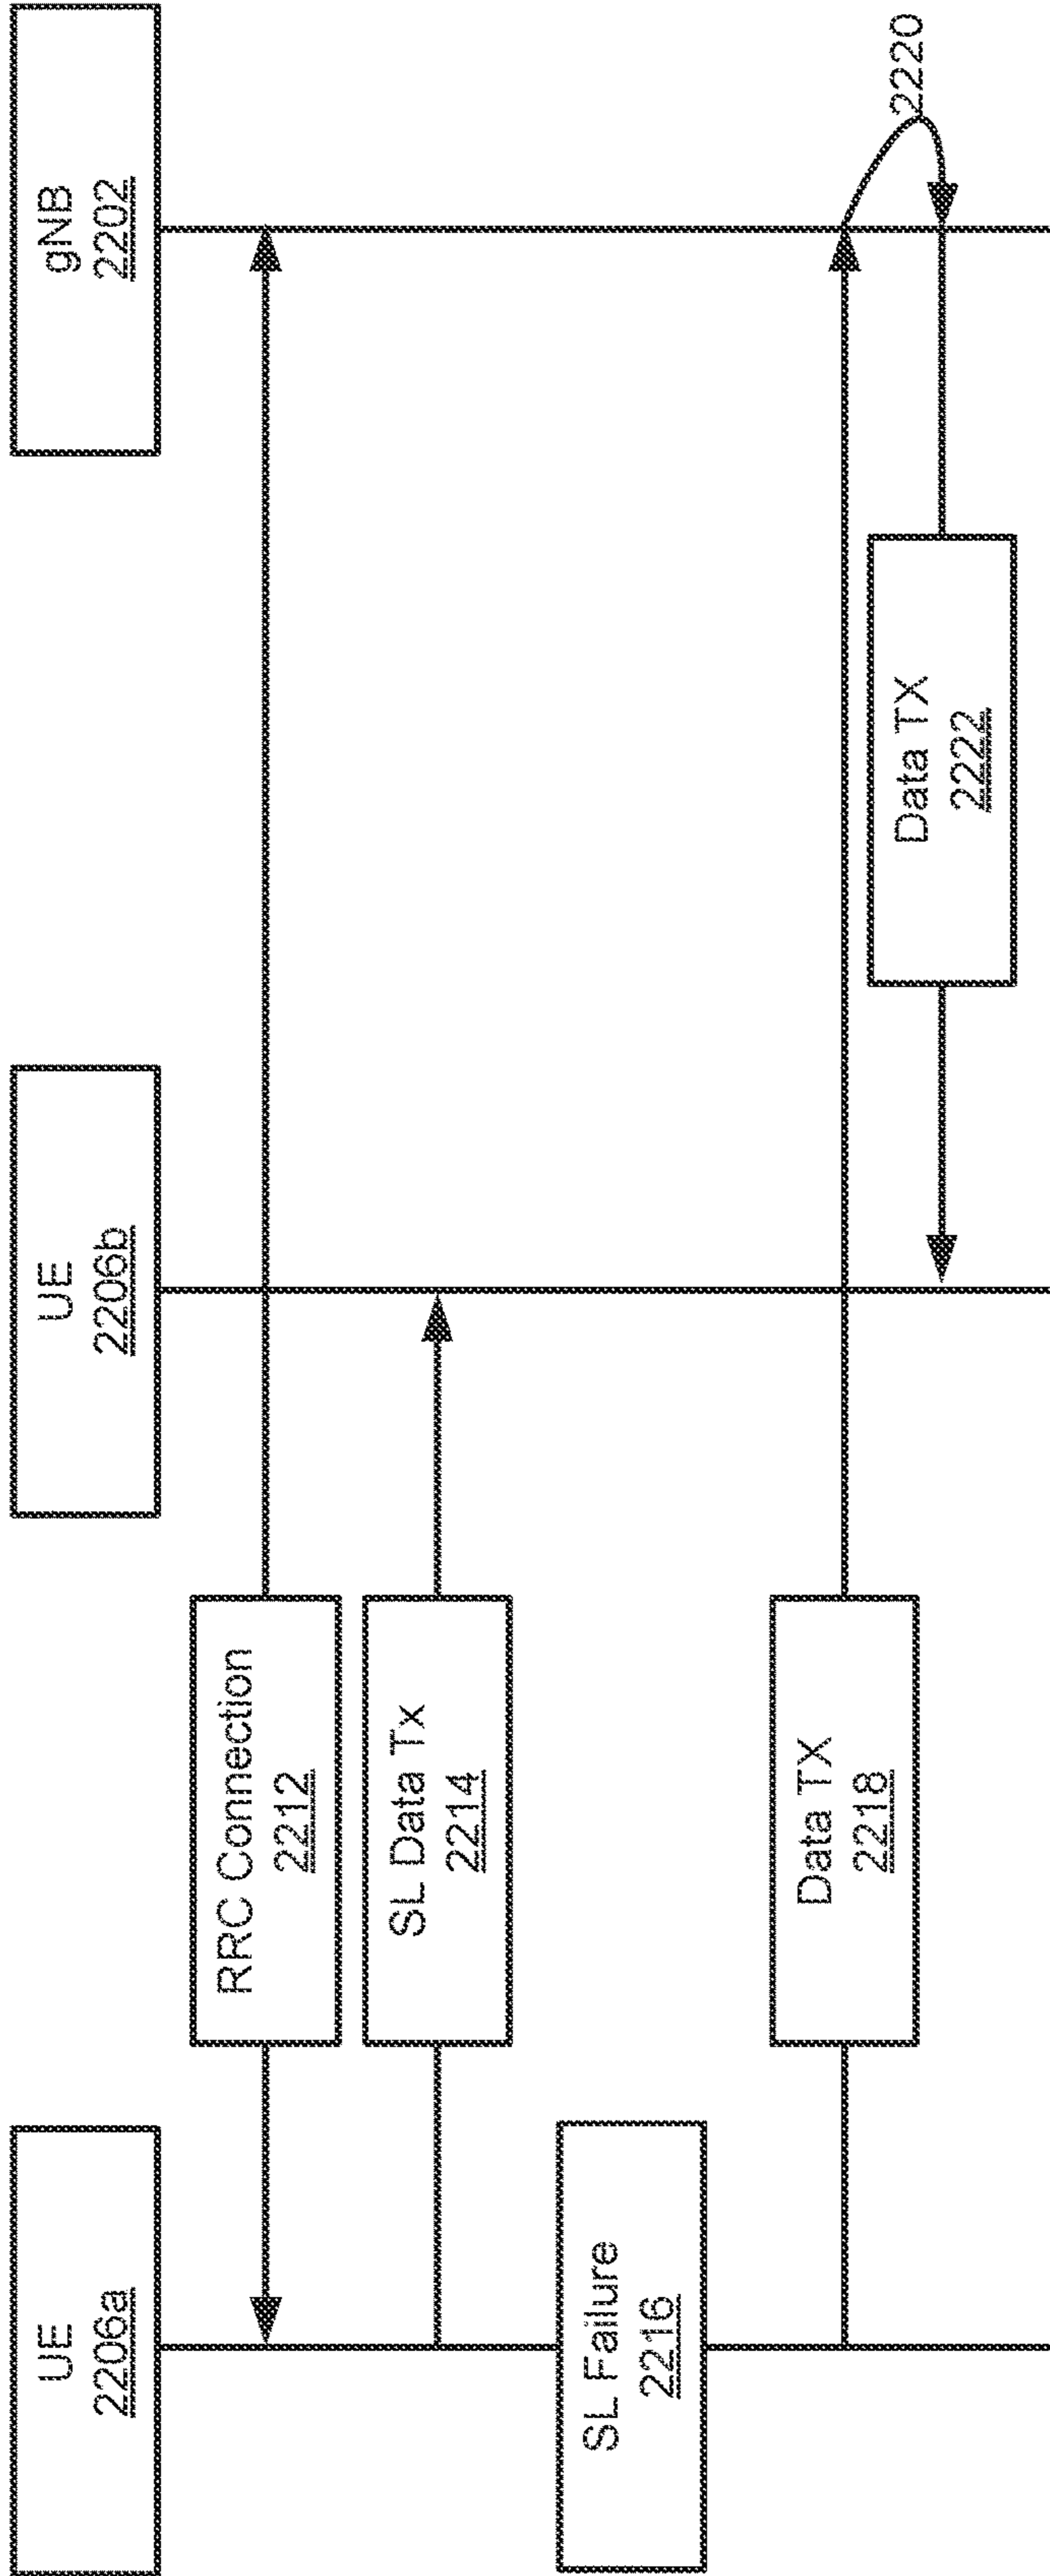 UE
2206a
UE
2206b
gNB
2202
RRC Connection
2212
SL Data Tx
2214
SL Failure
2216
Data TX
2218
2220
Data TX
2222